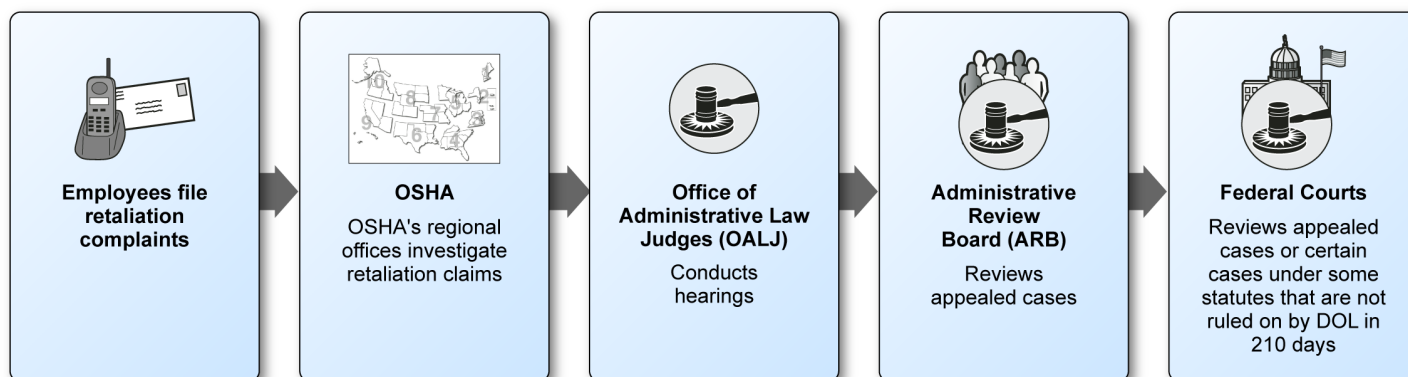 Employees file
retaliation
complaints
OSHA
OSHA's regional
offices investigate
retaliation claims
Office of
Administrative Law
Judges (OALJ)
Conducts
hearings
Administrative
Review
Board (ARB)
Reviews
appealed cases
Federal Courts
Reviews appealed
cases or certain
cases under some
statutes that are not
ruled on by DOL in
210 days